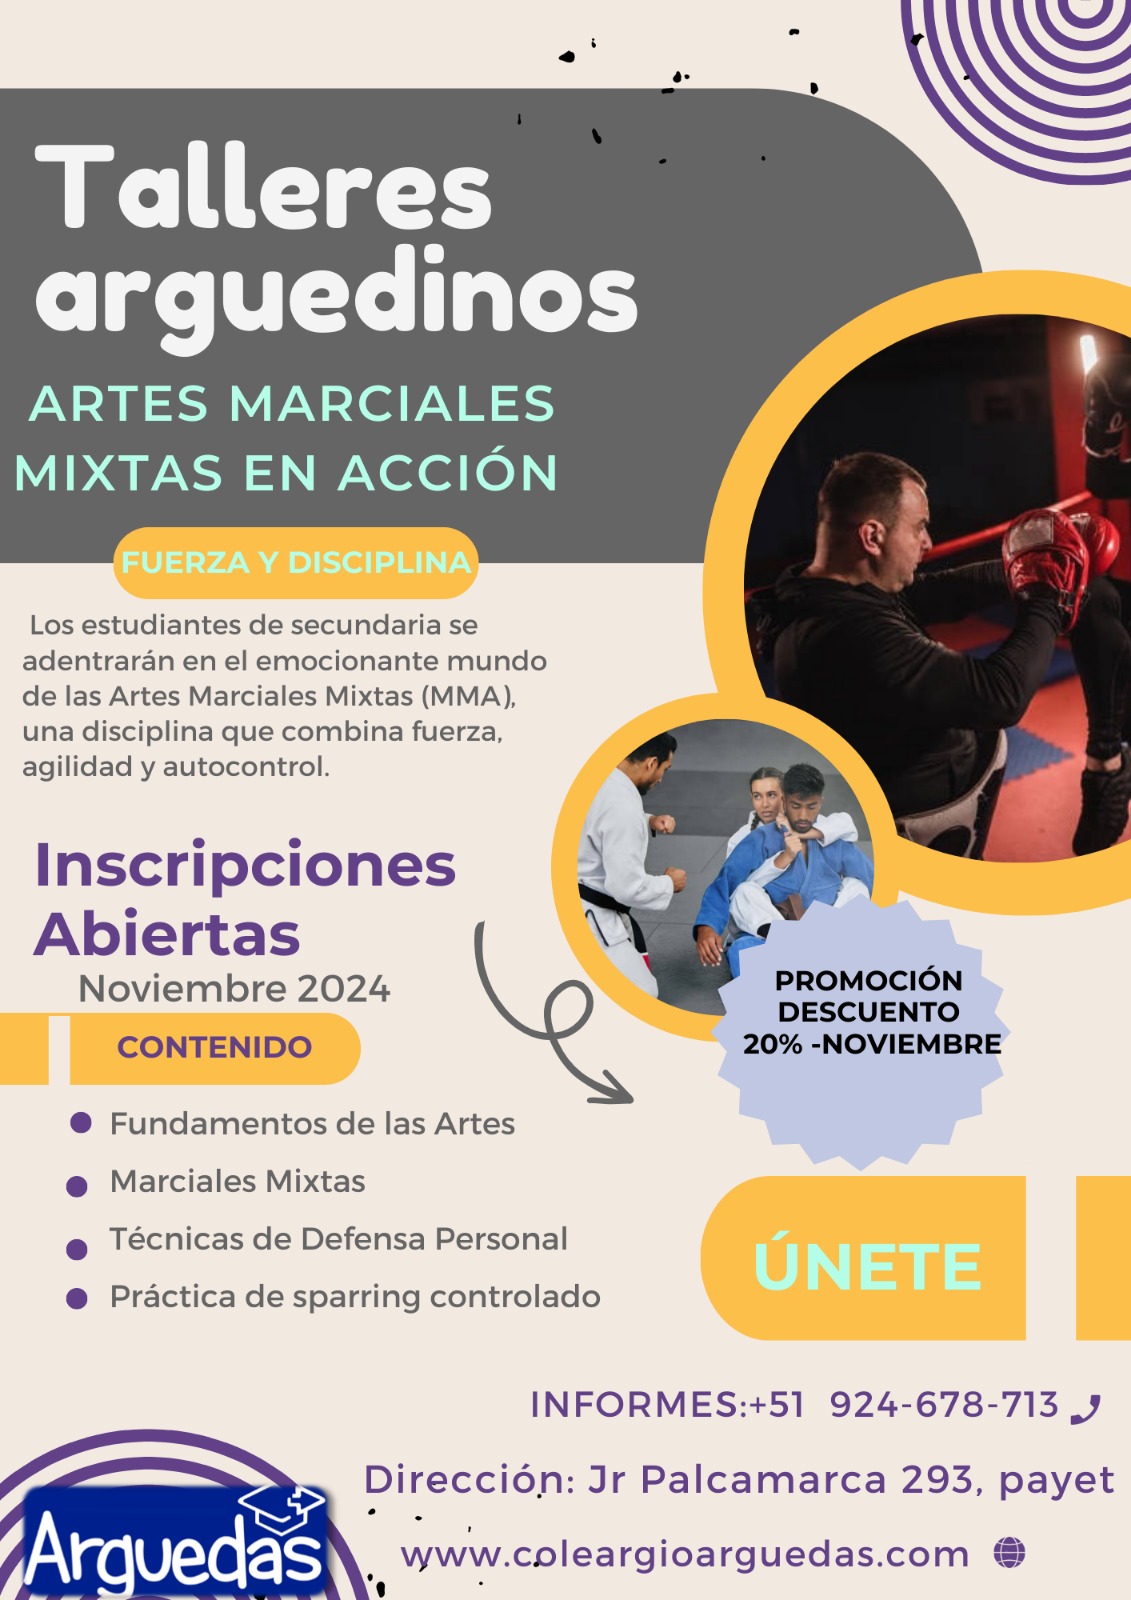 Talleres
arguedinos
ARTES MARCIALES
MIXTAS EN ACCIÓN
FUERZA Y DISCIPLINA
Los estudiantes de secundaria se
adentrarán en el emocionante mundo
de las Artes Marciales Mixtas (MMA),
una disciplina que combina fuerza,
agilidad y autocontrol.
Inscripciones
Abiertas
Noviembre 2024
CONTENIDO
Fundamentos de las Artes
Marciales Mixtas
Técnicas de Defensa Personal
Práctica de sparring controlado
PROMOCIÓN
DESCUENTO
20% -NOVIEMBRE
ÚNETE
INFORMES:+51 924-678-713
Dirección: Jr Palcamarca 293, payet
www.coleargioarguedas.com
Arguedas